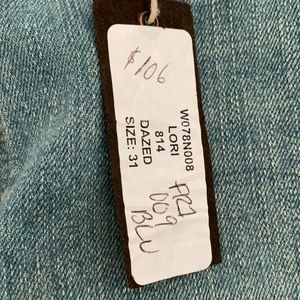 $106
W078N008
LORI
814
DAZED
SIZE: 31
009
BLU